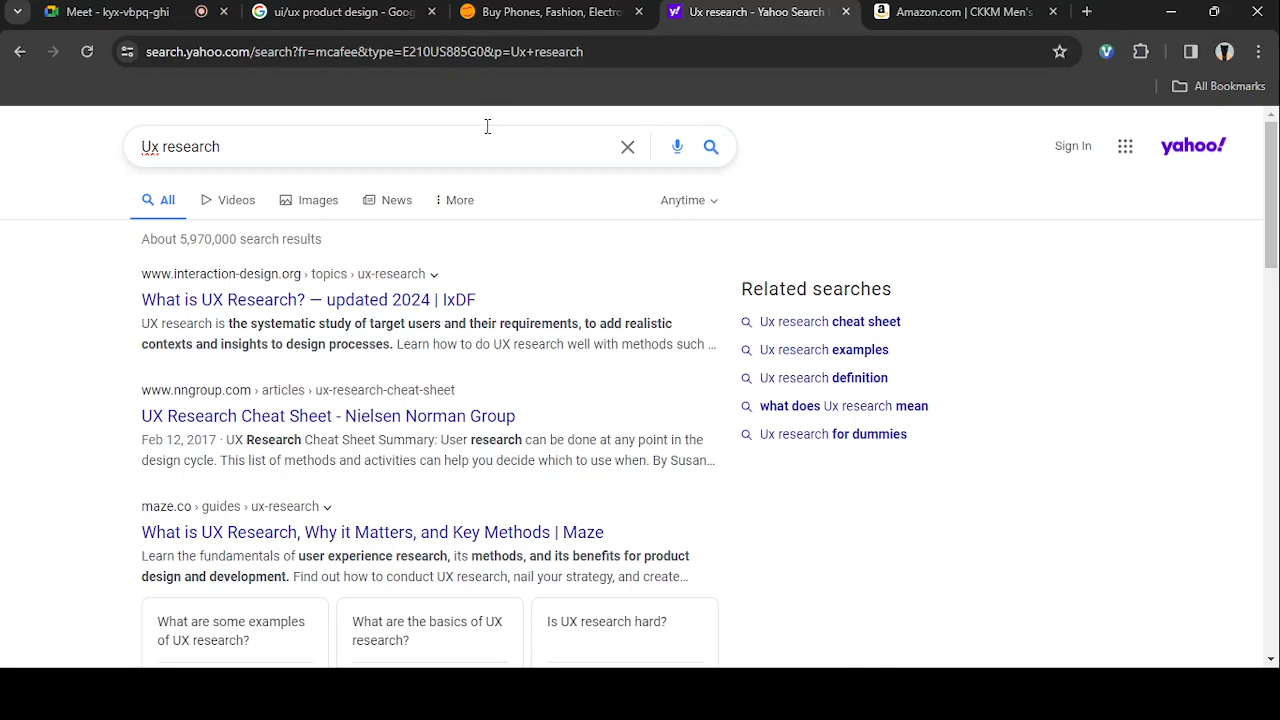 Meet - kyx-vbpq-ghi
ui/ux product design - Goog
Buy Phones, Fashion, Electro
Ux research - Yahoo Search
Amazon.com | CKKM Men's
search.yahoo.com/search?fr=mcafee&type=E210US885G0&p=Ux+research
All Bookmarks
Ux research
Sign In
yahoo!
All
Videos
Images
News
More
Anytime
About 5,970,000 search results
www.interaction-design.org › topics › ux-research
What is UX Research? — updated 2024 | IxDF
UX research is the systematic study of target users and their requirements, to add realistic
contexts and insights to design processes. Learn how to do UX research well with methods such ...
www.nngroup.com › articles › ux-research-cheat-sheet
UX Research Cheat Sheet - Nielsen Norman Group
Feb 12, 2017 · UX Research Cheat Sheet Summary: User research can be done at any point in the
design cycle. This list of methods and activities can help you decide which to use when. By Susan...
maze.co › guides › ux-research
What is UX Research, Why it Matters, and Key Methods | Maze
Learn the fundamentals of user experience research, its methods, and its benefits for product
design and development. Find out how to conduct UX research, nail your strategy, and create...
What are some examples
of UX research?
What are the basics of UX
research?
Is UX research hard?
Related searches
Ux research cheat sheet
Ux research examples
Ux research definition
what does Ux research mean
Ux research for dummies